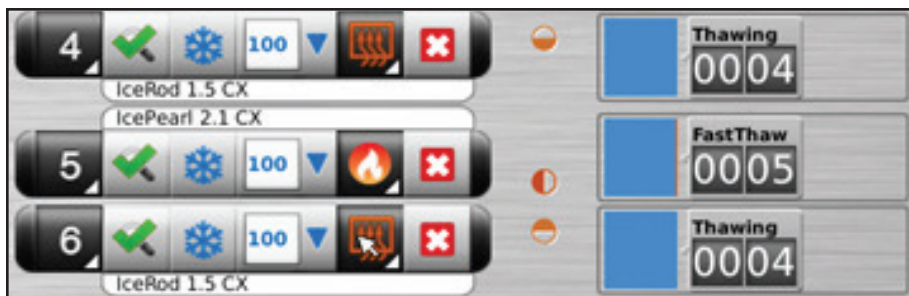 4 100 Thawing
0004
IceRod 1.5 CX
IcePearl 2.1 CX
5 100 FastThaw
0005
6 100 Thawing
0004
IceRod 1.5 CX